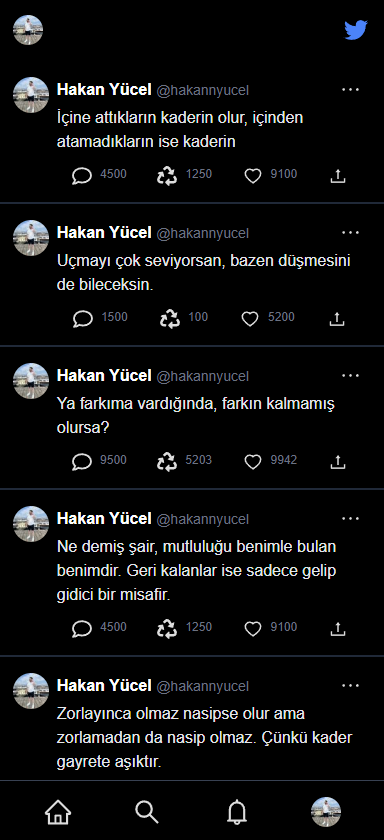 Hakan Yücel @hakannyucel
İçine attıkların kaderin olur, içinden
atamadıkların ise kaderin
4500 1250 9100
Hakan Yücel @hakannyucel
Uçmayı çok seviyorsan, bazen düşmesini
de bileceksin.
1500 100 5200
Hakan Yücel @hakannyucel
Ya farkıma vardığında, farkın kalmamış
olursa?
9500 5203 9942
Hakan Yücel @hakannyucel
Ne demiş şair, mutluluğu benimle bulan
benimdir. Geri kalanlar ise sadece gelip
gidici bir misafir.
4500 1250 9100
Hakan Yücel @hakannyucel
Zorlayınca olmaz nasipse olur ama
zorlamadan da nasip olmaz. Çünkü kader
gayrete aşıktır.